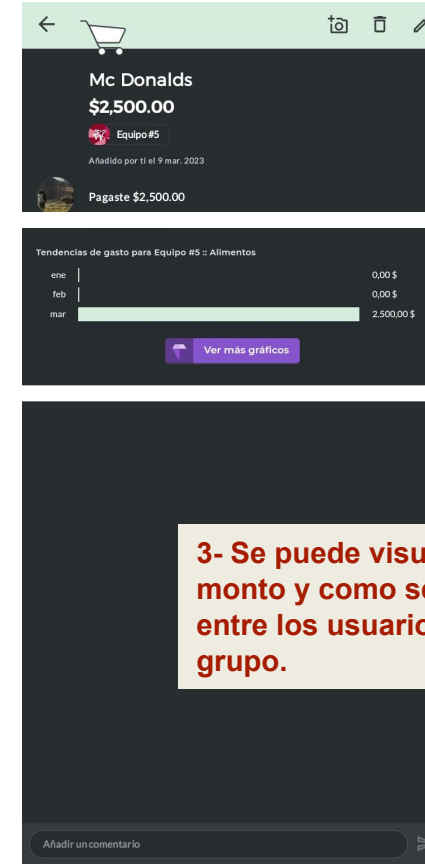 Mc Donalds
$2,500.00
Equipo #5
Añadido por ti el 9 mar. 2023
Pagaste $2,500.00
Tendencias de gasto para Equipo #5 :: Alimentos
ene 0,00 $
feb 0,00 $
mar 2.500,00 $
Ver más gráficos
3- Se puede visu
monto y como s
entre los usuari
grupo.
Añadir un comentario